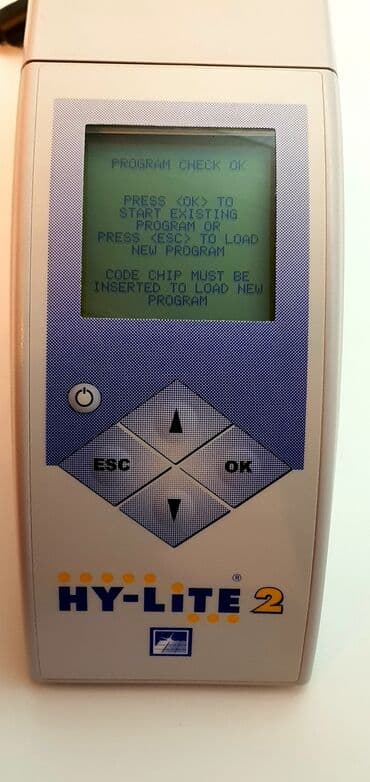 PROGRAM CHECK OK
PRESS <OK> TO
START EXISTING
PROGRAM OR
PRESS <ESC> TO LOAD
NEW PROGRAM
CODE CHIP MUST BE
INSERTED TO LOAD NEW
PROGRAM
ESC OK
HY-LiTE® 2